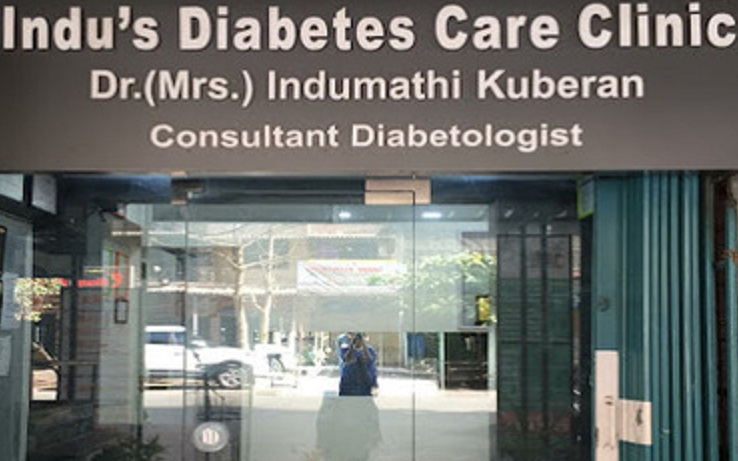 Indu's Diabetes Care Clinic
Dr.(Mrs.) Indumathi Kuberan
Consultant Diabetologist